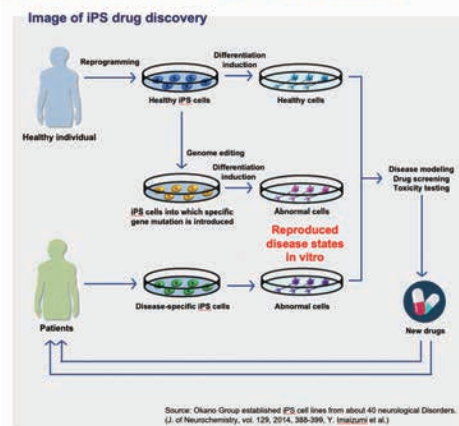 Image of iPS drug discovery
Reprogramming
Differentiation
induction
Healthy iPS cells
Healthy cells
Healthy individual
Genome editing
Differentiation
induction
Disease modeling
Drug screening
Toxicity testing
iPS cells into which specific
gene mutation is introduced
Abnormal cells
Reproduced
disease states
in vitro
Disease-specific iPS cells
Abnormal cells
Patients
New drugs
Source: Okano Group established iPS cell lines from about 40 neurological Disorders.
(J. of Neurochemistry, vol. 129, 2014, 388-399, Y. Imaizumi et al.)